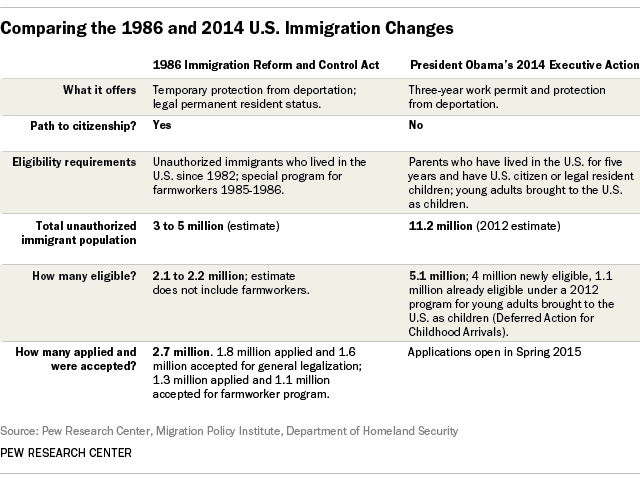 Comparing the 1986 and 2014 U.S. Immigration Changes
1986 Immigration Reform and Control Act
President Obama's 2014 Executive Action
What it offers
Temporary protection from deportation;
legal permanent resident status.
Three-year work permit and protection
from deportation.
Path to citizenship?
Yes
No
Eligibility requirements
Unauthorized immigrants who lived in the
U.S. since 1982; special program for
farmworkers 1985-1986.
Parents who have lived in the U.S. for five
years and have U.S. citizen or legal resident
children; young adults brought to the U.S.
as children.
Total unauthorized
immigrant population
3 to 5 million (estimate)
11.2 million (2012 estimate)
How many eligible?
2.1 to 2.2 million; estimate
does not include farmworkers.
5.1 million; 4 million newly eligible, 1.1
million already eligible under a 2012
program for young adults brought to the
U.S. as children (Deferred Action for
Childhood Arrivals).
How many applied and
were accepted?
2.7 million. 1.8 million applied and 1.6
million accepted for general legalization;
1.3 million applied and 1.1 million
accepted for farmworker program.
Applications open in Spring 2015
Source: Pew Research Center, Migration Policy Institute, Department of Homeland Security
PEW RESEARCH CENTER